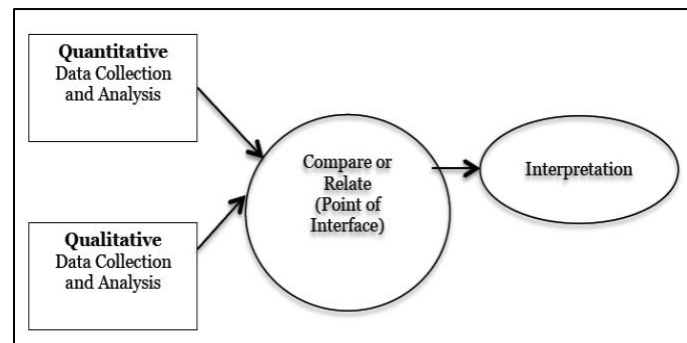 Quantitative
Data Collection
and Analysis
Compare or
Relate
(Point of
Interface)
Interpretation
Qualitative
Data Collection
and Analysis